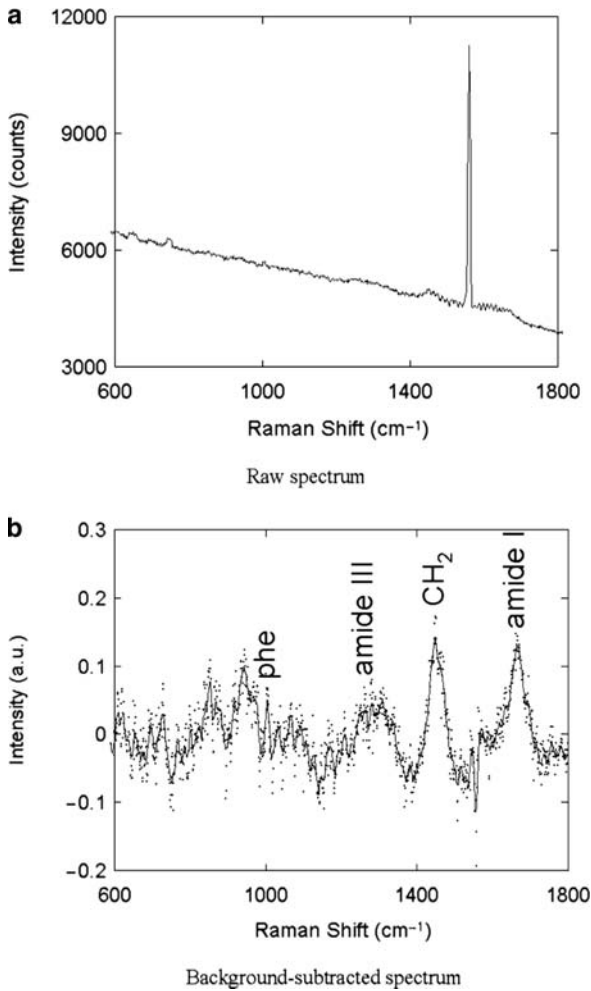 a
12000
9000
6000
3000
Intensity (counts)
600
1000
1400
1800
Raman Shift (cm⁻¹)
Raw spectrum
b
0.3
0.2
0.1
0
−0.1
−0.2
Intensity (a.u.)
phe
amide III
CH₂
amide I
600
1000
1400
1800
Raman Shift (cm⁻¹)
Background-subtracted spectrum